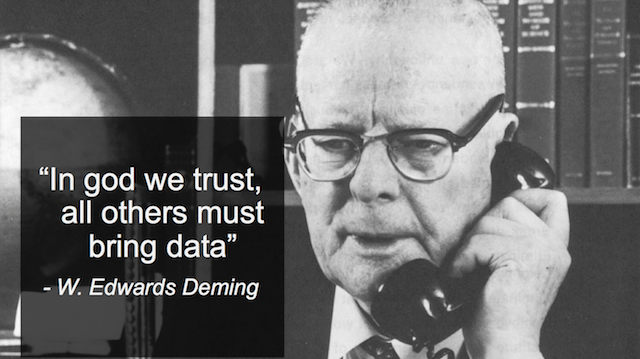 “In god we trust,
all others must
bring data”
- W. Edwards Deming